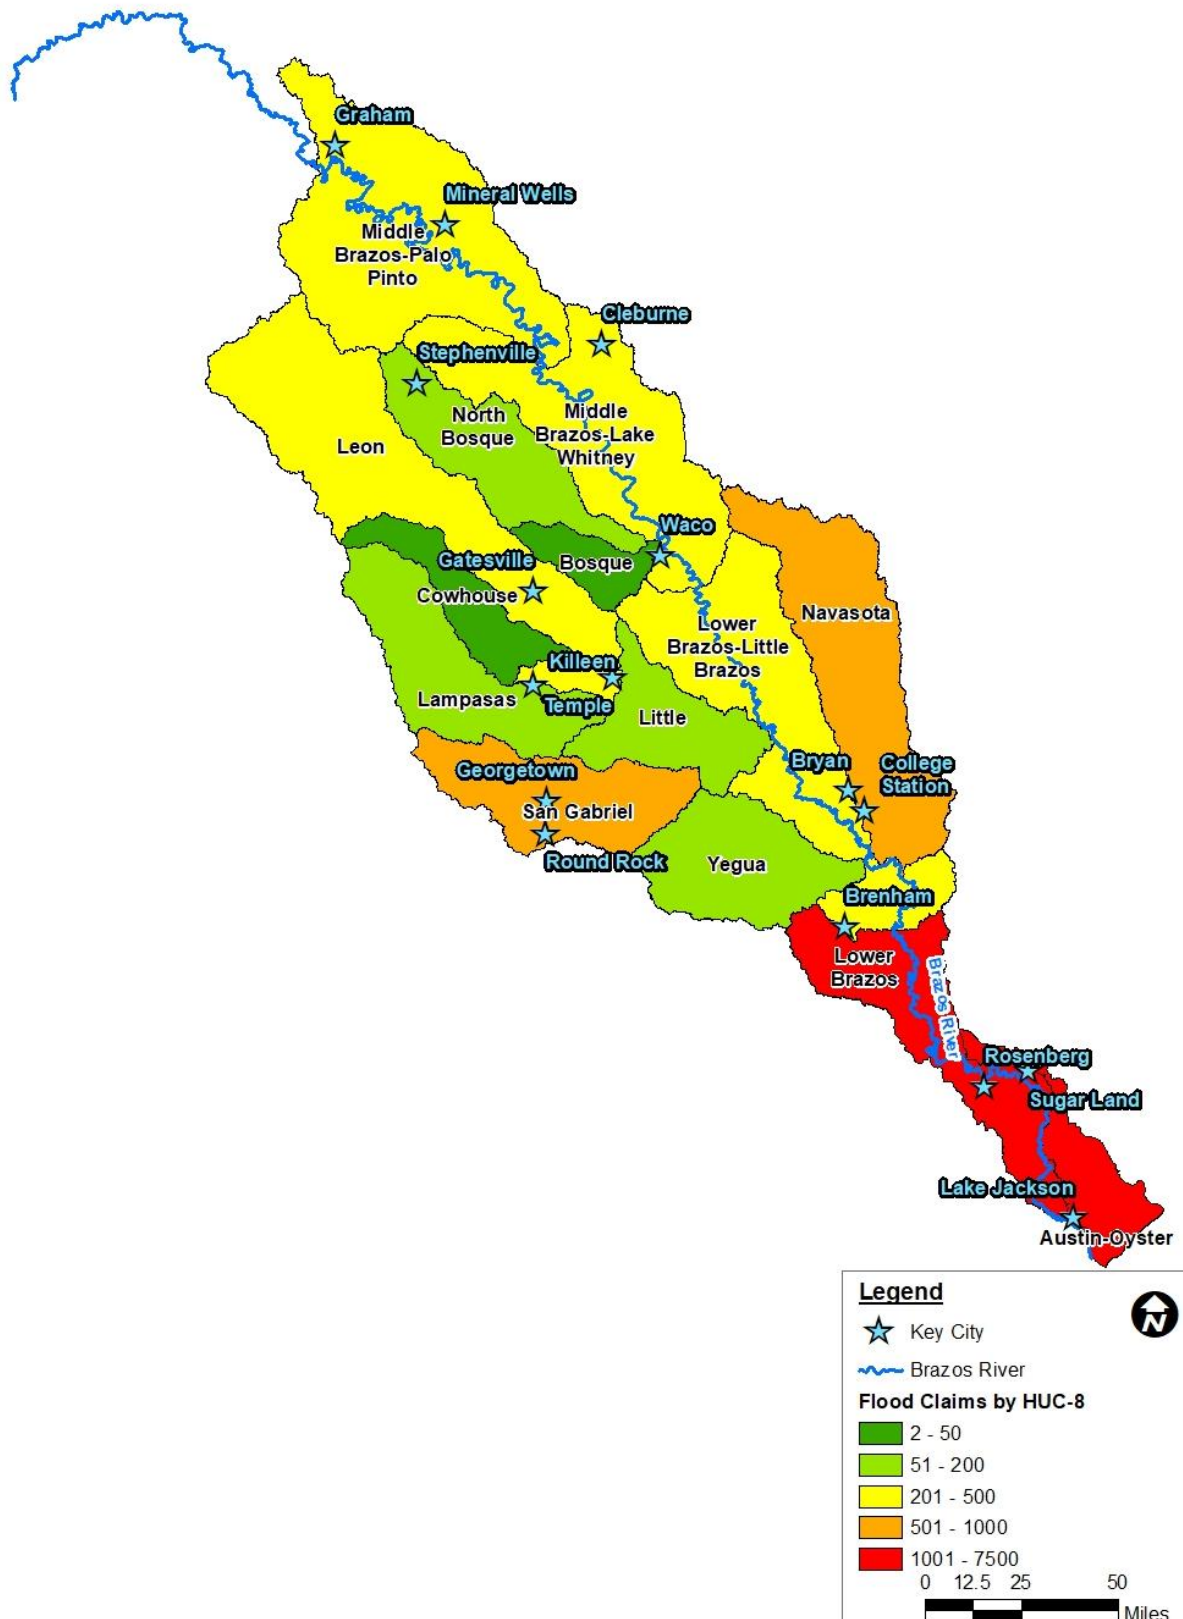 Graham
Mineral Wells
Middle
Brazos-Palo
Pinto
Cleburne
Stephenville
North
Bosque
Middle
Brazos-Lake
Whitney
Leon
Waco
Gatesville
Bosque
Cowhouse
Navasota
Lower
Brazos-Little
Brazos
Killeen
Lampasas
Temple
Little
Bryan
College
Station
Georgetown
San Gabriel
Round Rock
Yegua
Brenham
Lower
Brazos
Brazos River
Rosenberg
Sugar Land
Lake Jackson
Austin-Oyster
Legend
N
Key City
Brazos River
Flood Claims by HUC-8
2 - 50
51 - 200
201 - 500
501 - 1000
1001 - 7500
0 12.5 25 50
Miles